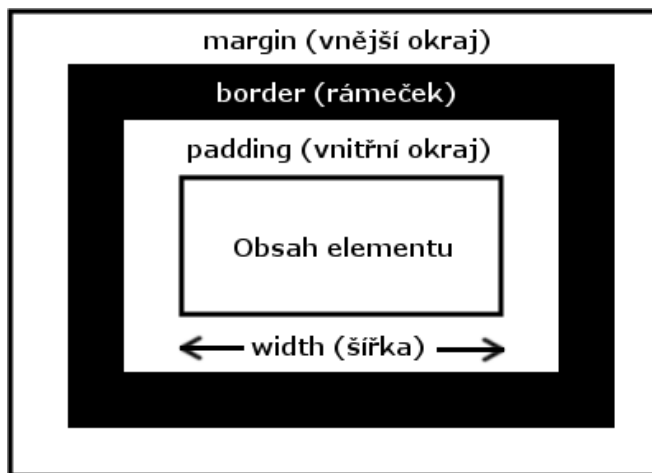 margin (vnější okraj)
border (rámeček)
padding (vnitřní okraj)
Obsah elementu
width (šířka)